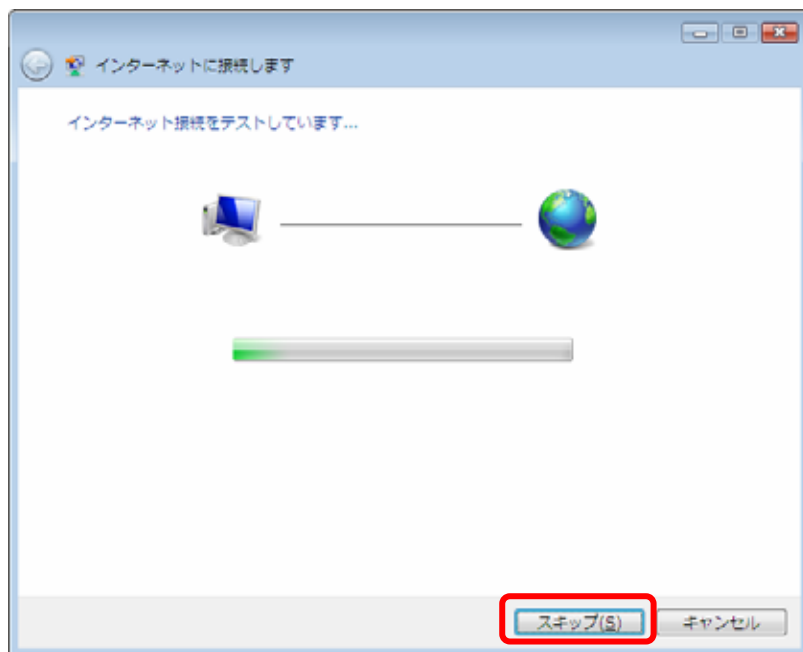 インターネットに接続します
インターネット接続をテストしています...
スキップ(S) キャンセル